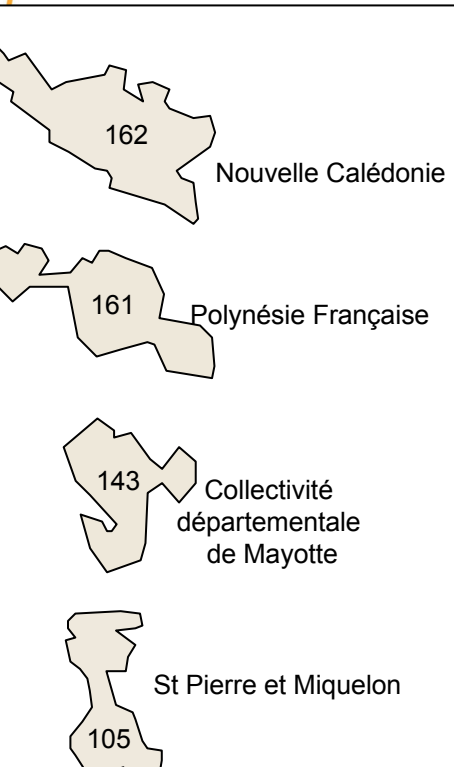 162
Nouvelle Calédonie
161
Polynésie Française
143
Collectivité
départementale
de Mayotte
St Pierre et Miquelon
105